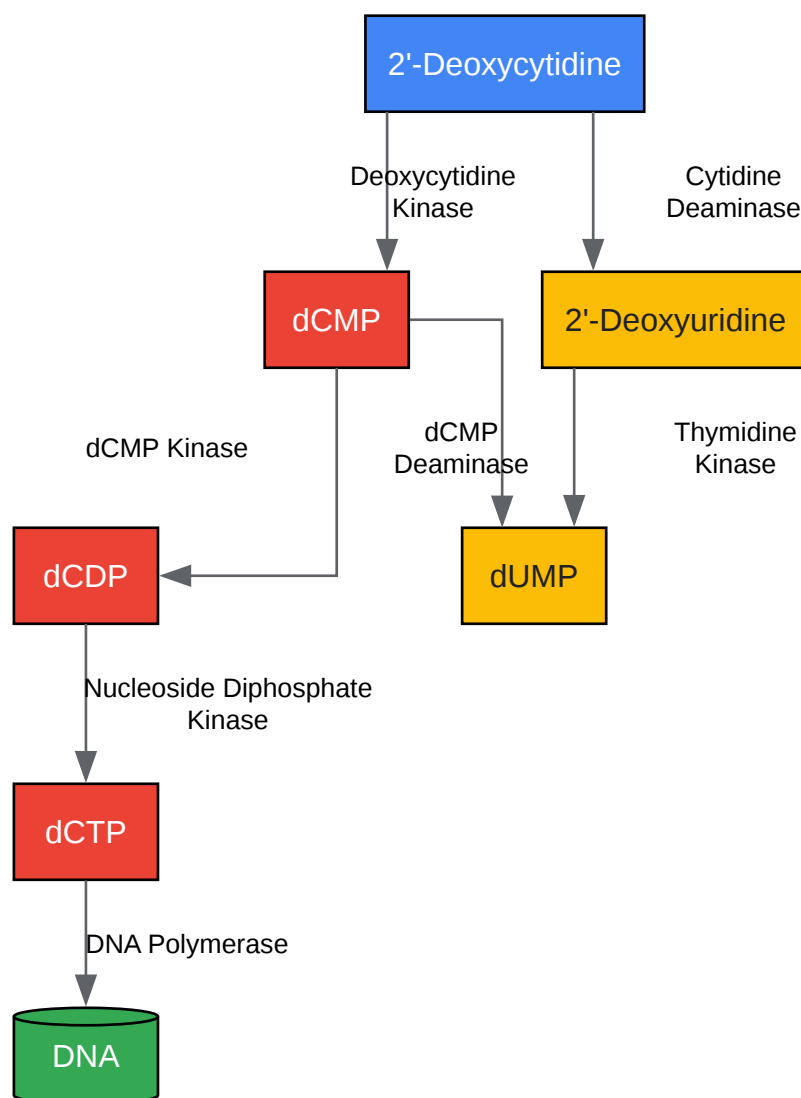 2'-Deoxycytidine
Deoxycytidine
Kinase
Cytidine
Deaminase
dCMP
2'-Deoxyuridine
dCMP Kinase
dCMP
Deaminase
Thymidine
Kinase
dCDP
dUMP
Nucleoside Diphosphate
Kinase
dCTP
DNA Polymerase
DNA